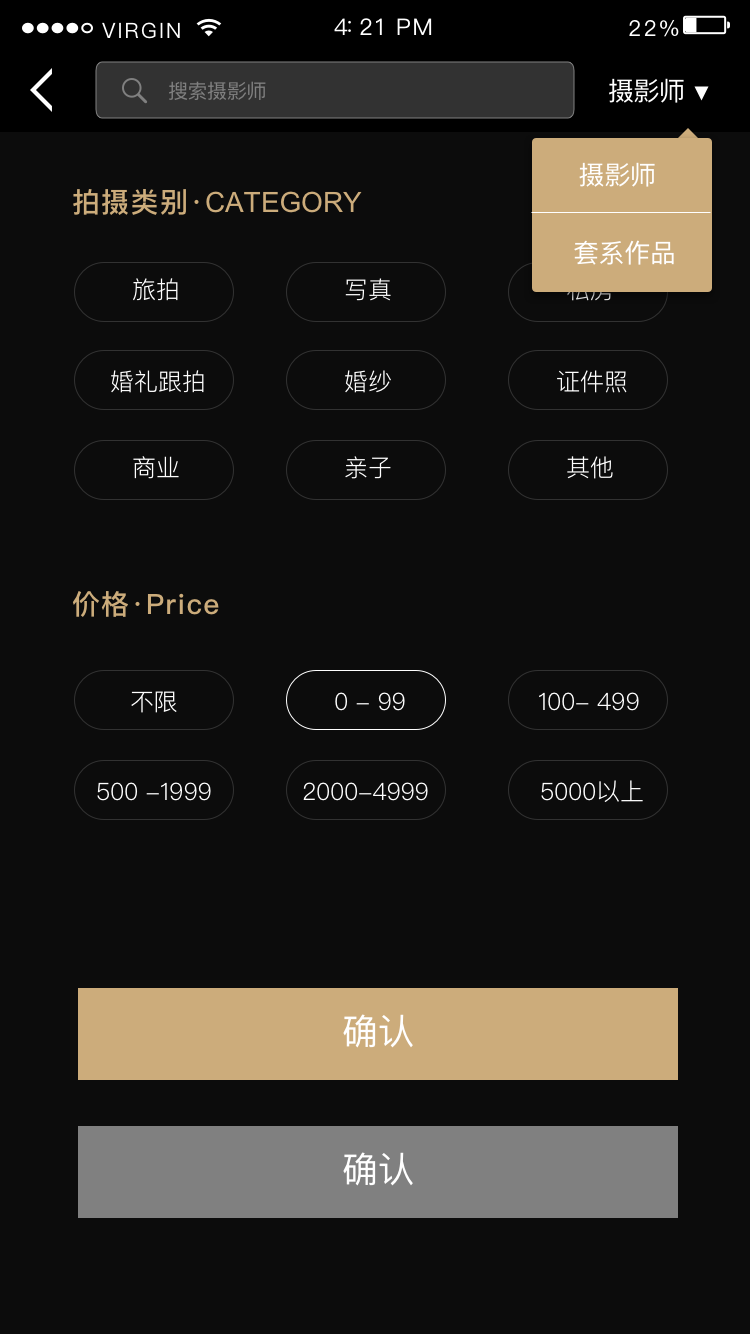 VIRGIN 4: 21 PM 22%
搜索摄影师 摄影师 ▼
摄影师
套系作品
拍摄类别·CATEGORY
旅拍 写真 私房
婚礼跟拍 婚纱 证件照
商业 亲子 其他
价格·Price
不限 0 – 99 100– 499
500 –1999 2000–4999 5000以上
确认
确认